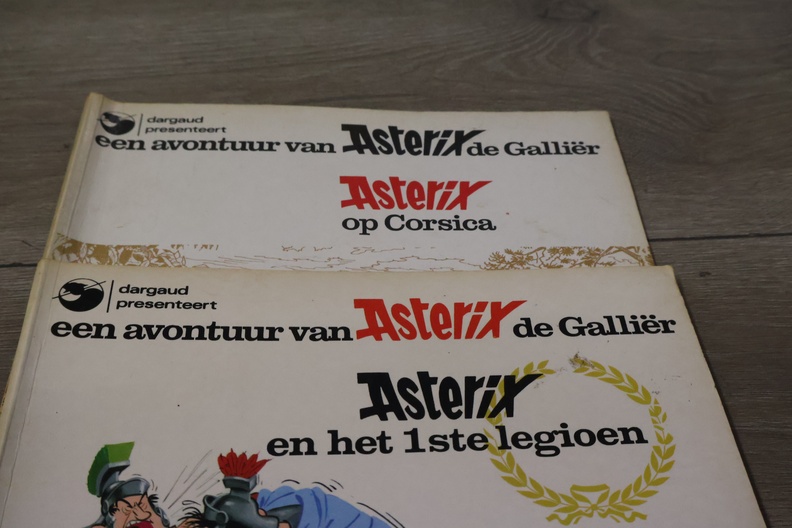 dargaud
presenteert
een avontuur van Asterix de Galliër
Asterix
op Corsica
dargaud
presenteert
een avontuur van Asterix de Galliër
Asterix
en het 1ste legioen